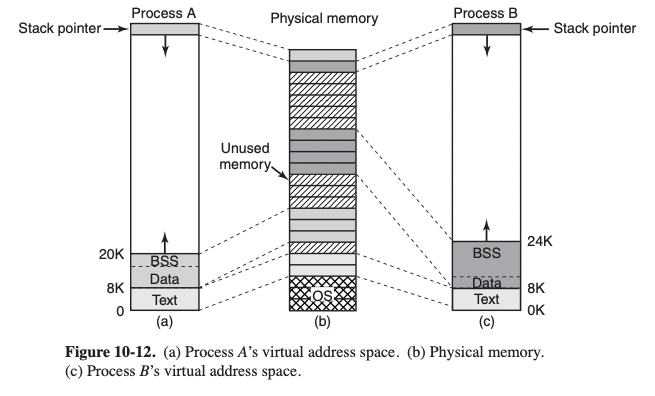 Process A
Physical memory
Process B
Stack pointer
Stack pointer
Unused
memory
20K
BSS
Data
8K
Text
0
(a)
OS
(b)
24K
BSS
Data
8K
Text
0K
(c)
Figure 10-12. (a) Process A’s virtual address space. (b) Physical memory.
(c) Process B’s virtual address space.